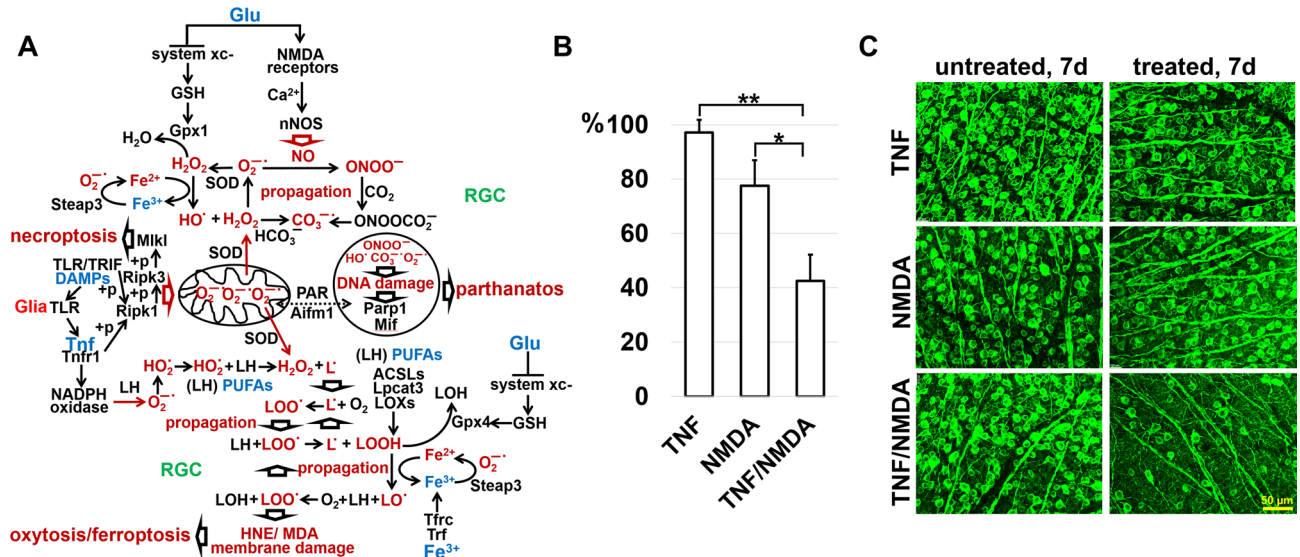 A
Glu
system xc-
NMDA
receptors
GSH
Ca²⁺
nNOS
Gpx1
H₂O
NO
H₂O₂
O₂⁻·
ONOO⁻
SOD
O₂⁻·
Fe²⁺
propagation
CO₂
RGC
Steap3
Fe³⁺
HO· + H₂O₂
CO₃⁻·
ONOOCO₂⁻
HCO₃⁻
necroptosis
Mlkl
+p
TLR/TRIF
DAMPs
Ripk3
+p
+p
Ripk1
SOD
O₂⁻· O₂⁻· O₂⁻·
PAR
Aifm1
ONOO⁻
HO· CO₃⁻· O₂⁻·
DNA damage
Parp1
Mif
parthanatos
Glia
TLR
+p
Tnf
Tnfr1
SOD
NADPH
oxidase
LH
O₂⁻·
HO₂·
HO₂· + LH
H₂O₂ + L·
(LH) PUFAs
(LH) PUFAs
Glu
system xc-
ACSLs
Lpcat3
LOXs
LOH
Gpx4
GSH
LOO·
L· + O₂
propagation
LH+LOO·
L· + LOOH
RGC
propagation
Fe²⁺
O₂⁻·
Fe³⁺
Steap3
LOH+LOO·
O₂+LH+LO·
Tfrc
Trf
Fe³⁺
oxytosis/ferroptosis
HNE/ MDA
membrane damage
B
%100
80
60
40
20
0
**
*
TNF
NMDA
TNF/NMDA
C
untreated, 7d
treated, 7d
TNF
NMDA
TNF/NMDA
50 µm